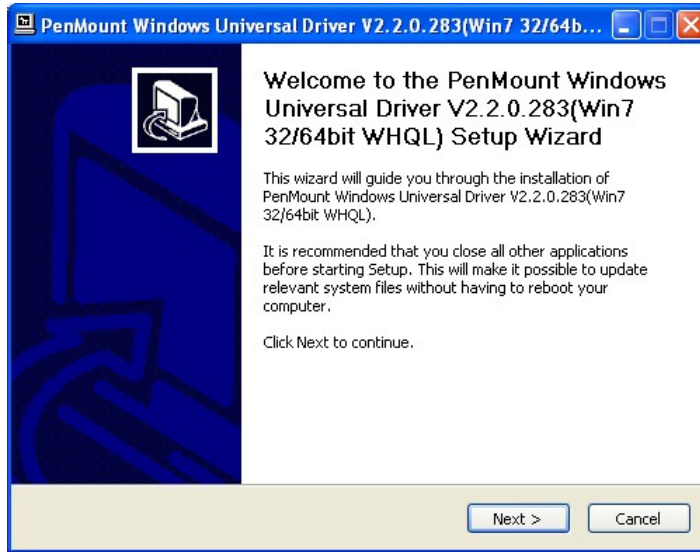 PenMount Windows Universal Driver V2.2.0.283(Win7 32/64b...
Welcome to the PenMount Windows
Universal Driver V2.2.0.283(Win7
32/64bit WHQL) Setup Wizard
This wizard will guide you through the installation of
PenMount Windows Universal Driver V2.2.0.283(Win7
32/64bit WHQL).
It is recommended that you close all other applications
before starting Setup. This will make it possible to update
relevant system files without having to reboot your
computer.
Click Next to continue.
Next >
Cancel